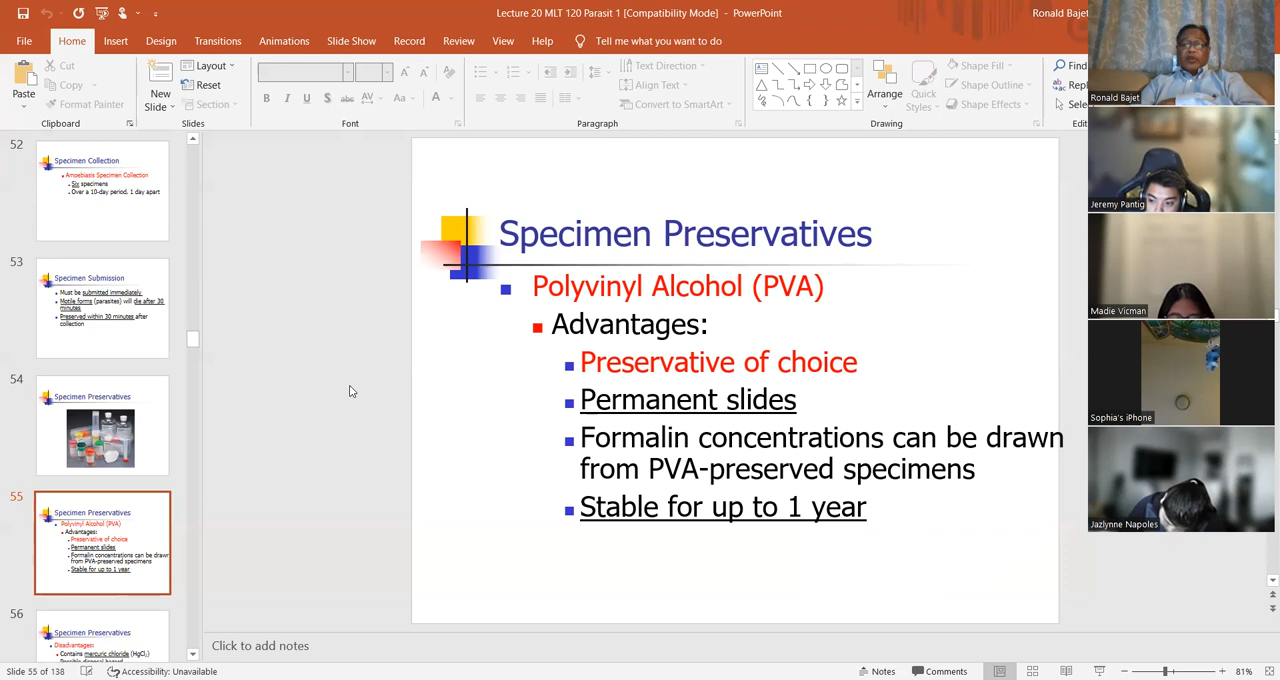 Lecture 20 MLT 120 Parasit 1 [Compatibility Mode] - PowerPoint
Ronald Bajet
File Home Insert Design Transitions Animations Slide Show Record Review View Help Tell me what you want to do
Paste
Cut
Copy
Format Painter
Clipboard
New
Slide
Layout
Reset
Section
Slides
B I U S abc AV Aa A
Font
Text Direction
Align Text
Convert to SmartArt
Paragraph
Arrange
Quick
Styles
Shape Fill
Shape Outline
Shape Effects
Drawing
Find
Repl
Sele
Edit
52
Specimen Collection
Amoebiasis Specimen Collection
Six specimens
Over a 10-day period, 1 day apart
53
Specimen Submission
Must be submitted immediately
Motile forms (parasites) will die after 30
minutes
Preserved within 30 minutes after
collection
54
Specimen Preservatives
55
Specimen Preservatives
Polyvinyl Alcohol (PVA)
Advantages:
Preservative of choice
Permanent slides
Formalin concentrations can be drawn
from PVA-preserved specimens
Stable for up to 1 year
56
Specimen Preservatives
Disadvantages:
Contains mercuric chloride (HgCl2)
Specimen Preservatives
Polyvinyl Alcohol (PVA)
Advantages:
Preservative of choice
Permanent slides
Formalin concentrations can be drawn
from PVA-preserved specimens
Stable for up to 1 year
Ronald Bajet
Jeremy Pantig
Madie Vicman
Sophia's iPhone
Jazlynne Napoles
Click to add notes
Slide 55 of 138
Accessibility: Unavailable
Notes
Comments
81%